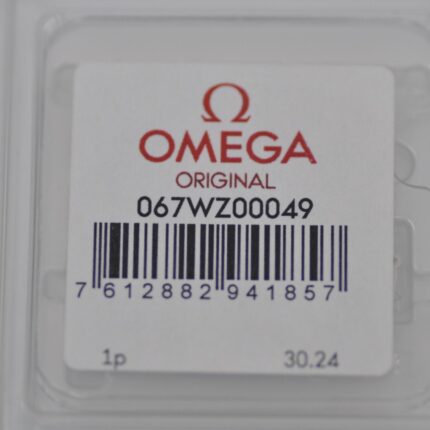 Ω
OMEGA
ORIGINAL
067WZ00049
7 612882 941857
1p 30.24